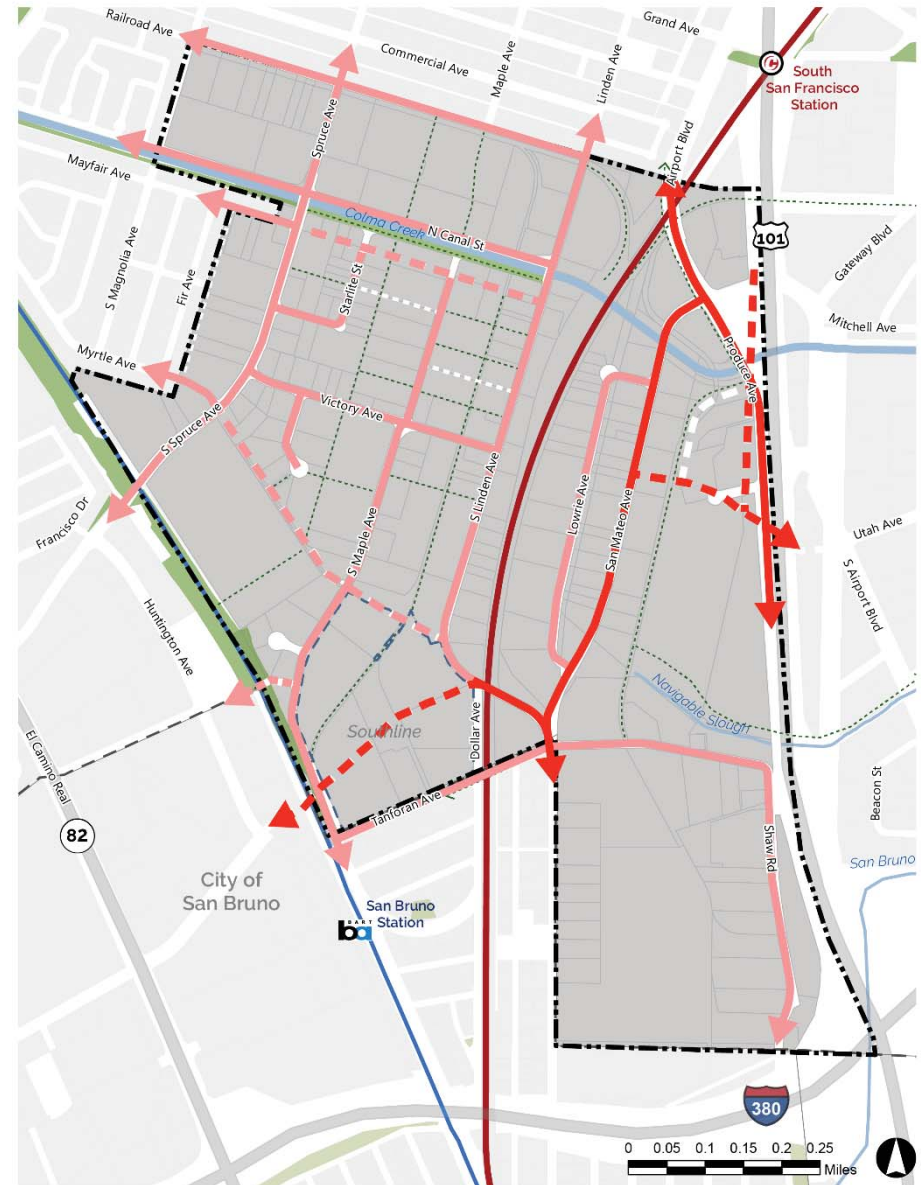 Railroad Ave
Grand Ave
Commercial Ave
Maple Ave
Linden Ave
South
San Francisco
Station
Spruce Ave
Airport Blvd
Mayfair Ave
101
Colma Creek
N Canal St
Gateway Blvd
S Magnolia Ave
Fir Ave
Starlite St
Mitchell Ave
Produce Ave
Myrtle Ave
Victory Ave
S Spruce Ave
S Linden Ave
Lowrie Ave
San Mateo Ave
S Maple Ave
Francisco Dr
Utah Ave
S Airport Blvd
Huntington Ave
Navigable Slough
El Camino Real
Southline
Dollar Ave
Beacon St
Tanforan Ave
82
Shaw Rd
San Bruno
City of
San Bruno
San Bruno
Station
BART
ba
380
0 0.05 0.1 0.15 0.2 0.25
Miles